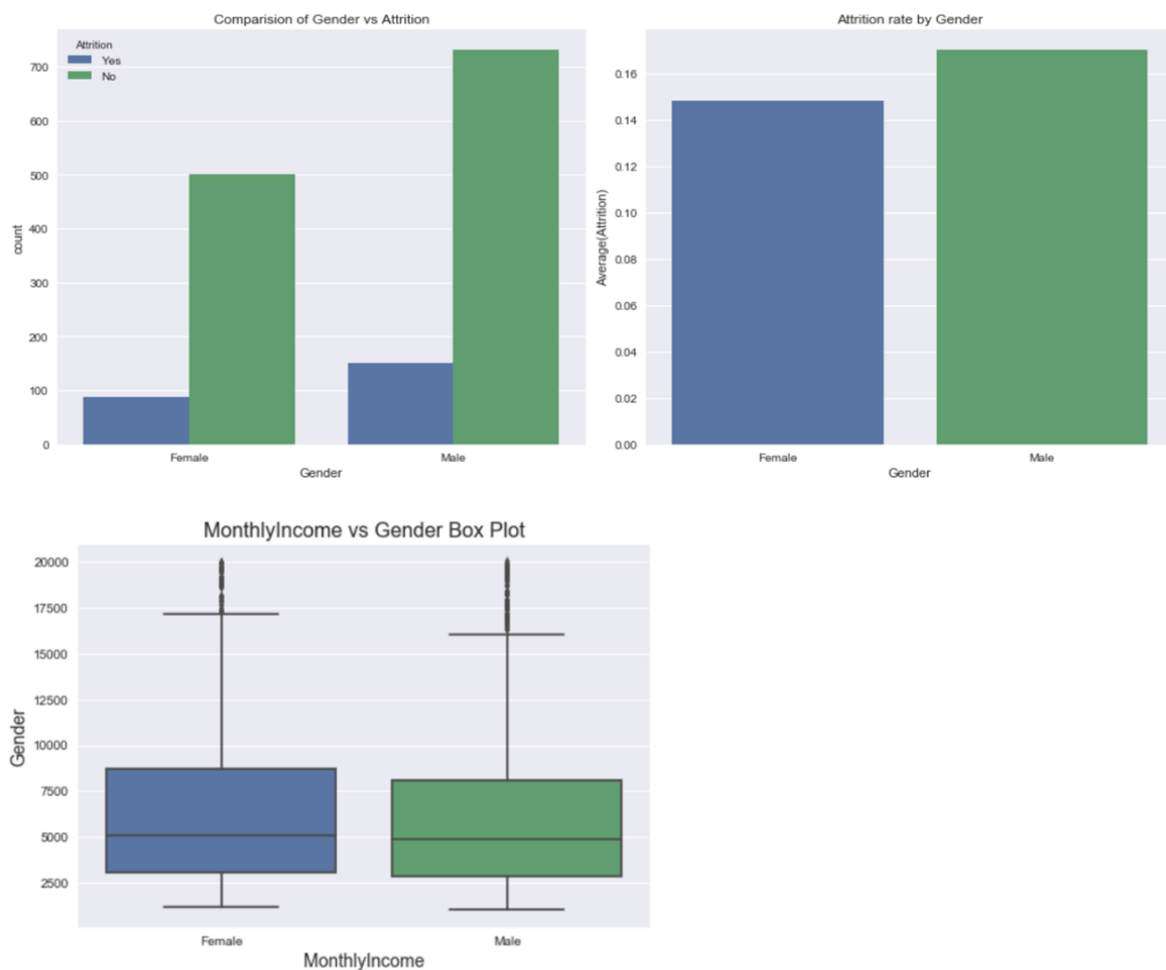 Comparision of Gender vs Attrition
Attrition
Yes
No
700
600
500
400
300
200
100
0
count
Female
Male
Gender
Attrition rate by Gender
0.16
0.14
0.12
0.10
0.08
0.06
0.04
0.02
0.00
Average(Attrition)
Female
Male
Gender
MonthlyIncome vs Gender Box Plot
20000
17500
15000
12500
10000
7500
5000
2500
Gender
Female
Male
MonthlyIncome